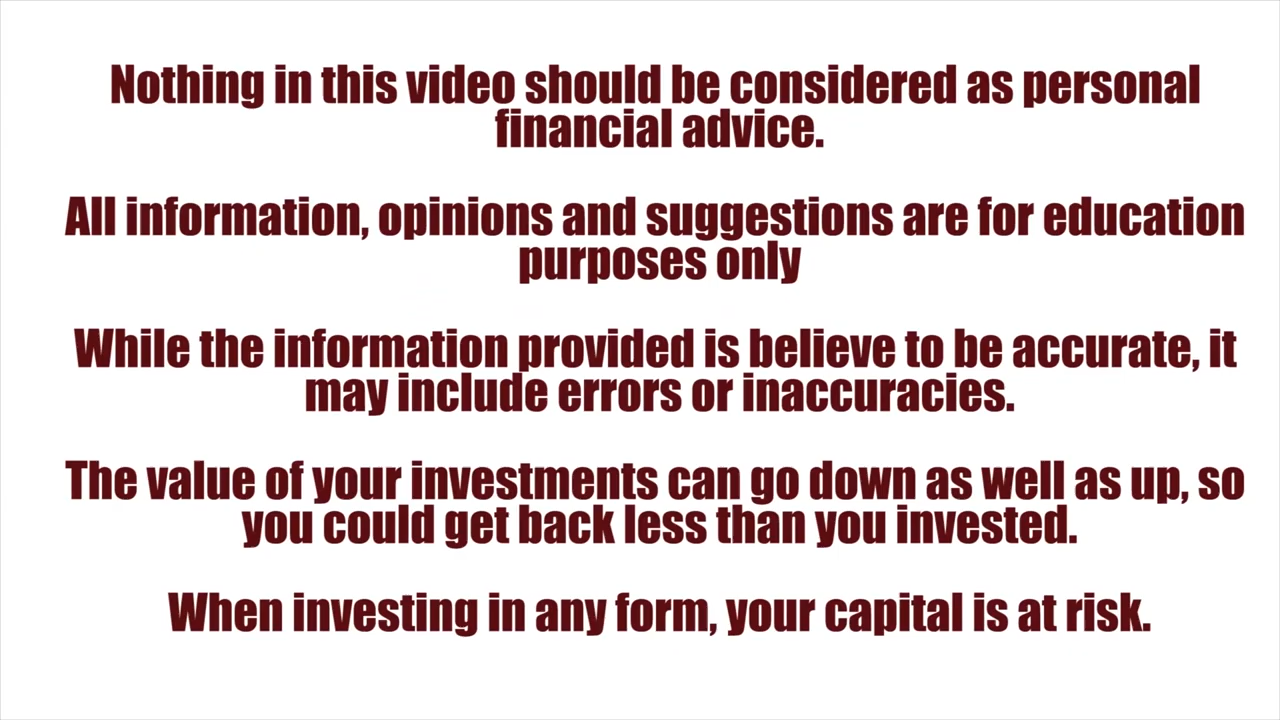 Nothing in this video should be considered as personal
financial advice.
All information, opinions and suggestions are for education
purposes only
While the information provided is believe to be accurate, it
may include errors or inaccuracies.
The value of your investments can go down as well as up, so
you could get back less than you invested.
When investing in any form, your capital is at risk.